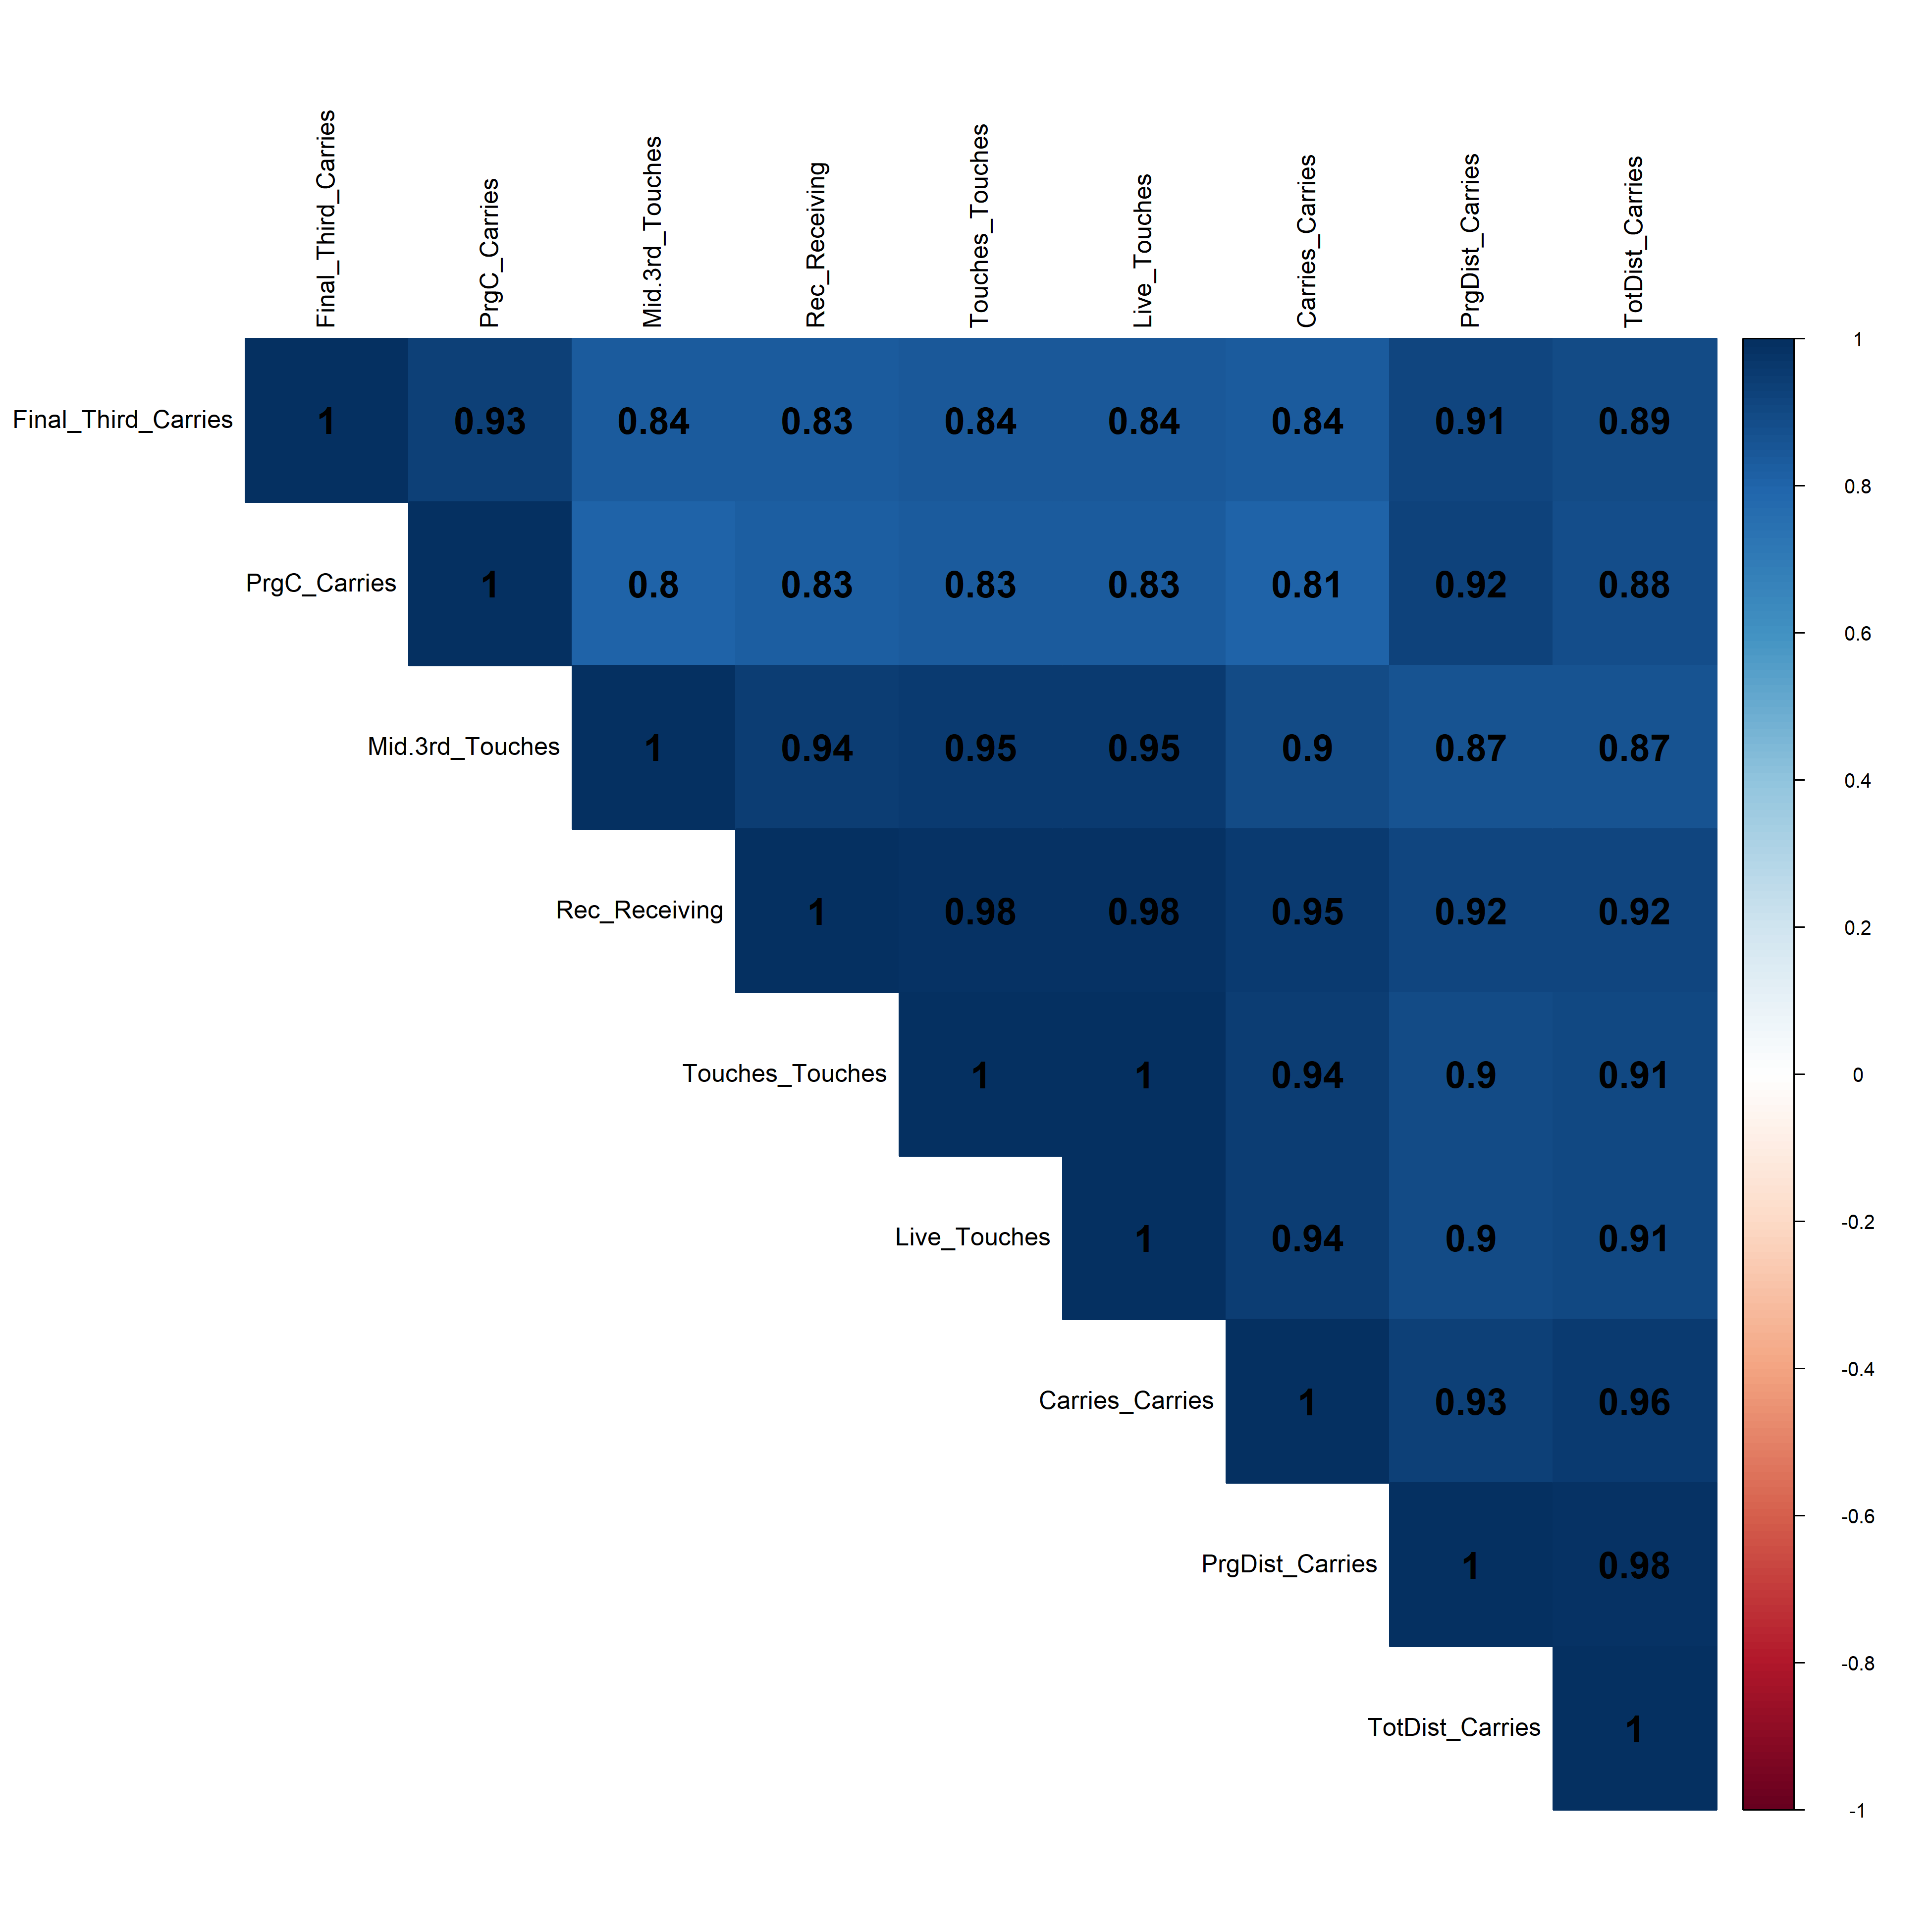 Final_Third_Carries
PrgC_Carries
Mid.3rd_Touches
Rec_Receiving
Touches_Touches
Live_Touches
Carries_Carries
PrgDist_Carries
TotDist_Carries
Final_Third_Carries 1 0.93 0.84 0.83 0.84 0.84 0.84 0.91 0.89
PrgC_Carries 1 0.8 0.83 0.83 0.83 0.81 0.92 0.88
Mid.3rd_Touches 1 0.94 0.95 0.95 0.9 0.87 0.87
Rec_Receiving 1 0.98 0.98 0.95 0.92 0.92
Touches_Touches 1 1 0.94 0.9 0.91
Live_Touches 1 0.94 0.9 0.91
Carries_Carries 1 0.93 0.96
PrgDist_Carries 1 0.98
TotDist_Carries 1
1
0.8
0.6
0.4
0.2
0
-0.2
-0.4
-0.6
-0.8
-1